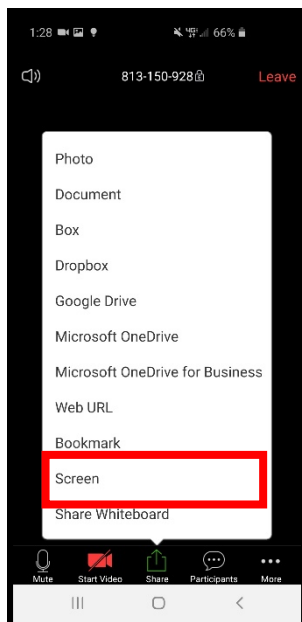 1:28 66%
813-150-928 Leave
Photo
Document
Box
Dropbox
Google Drive
Microsoft OneDrive
Microsoft OneDrive for Business
Web URL
Bookmark
Screen
Share Whiteboard
Mute Start Video Share Participants More